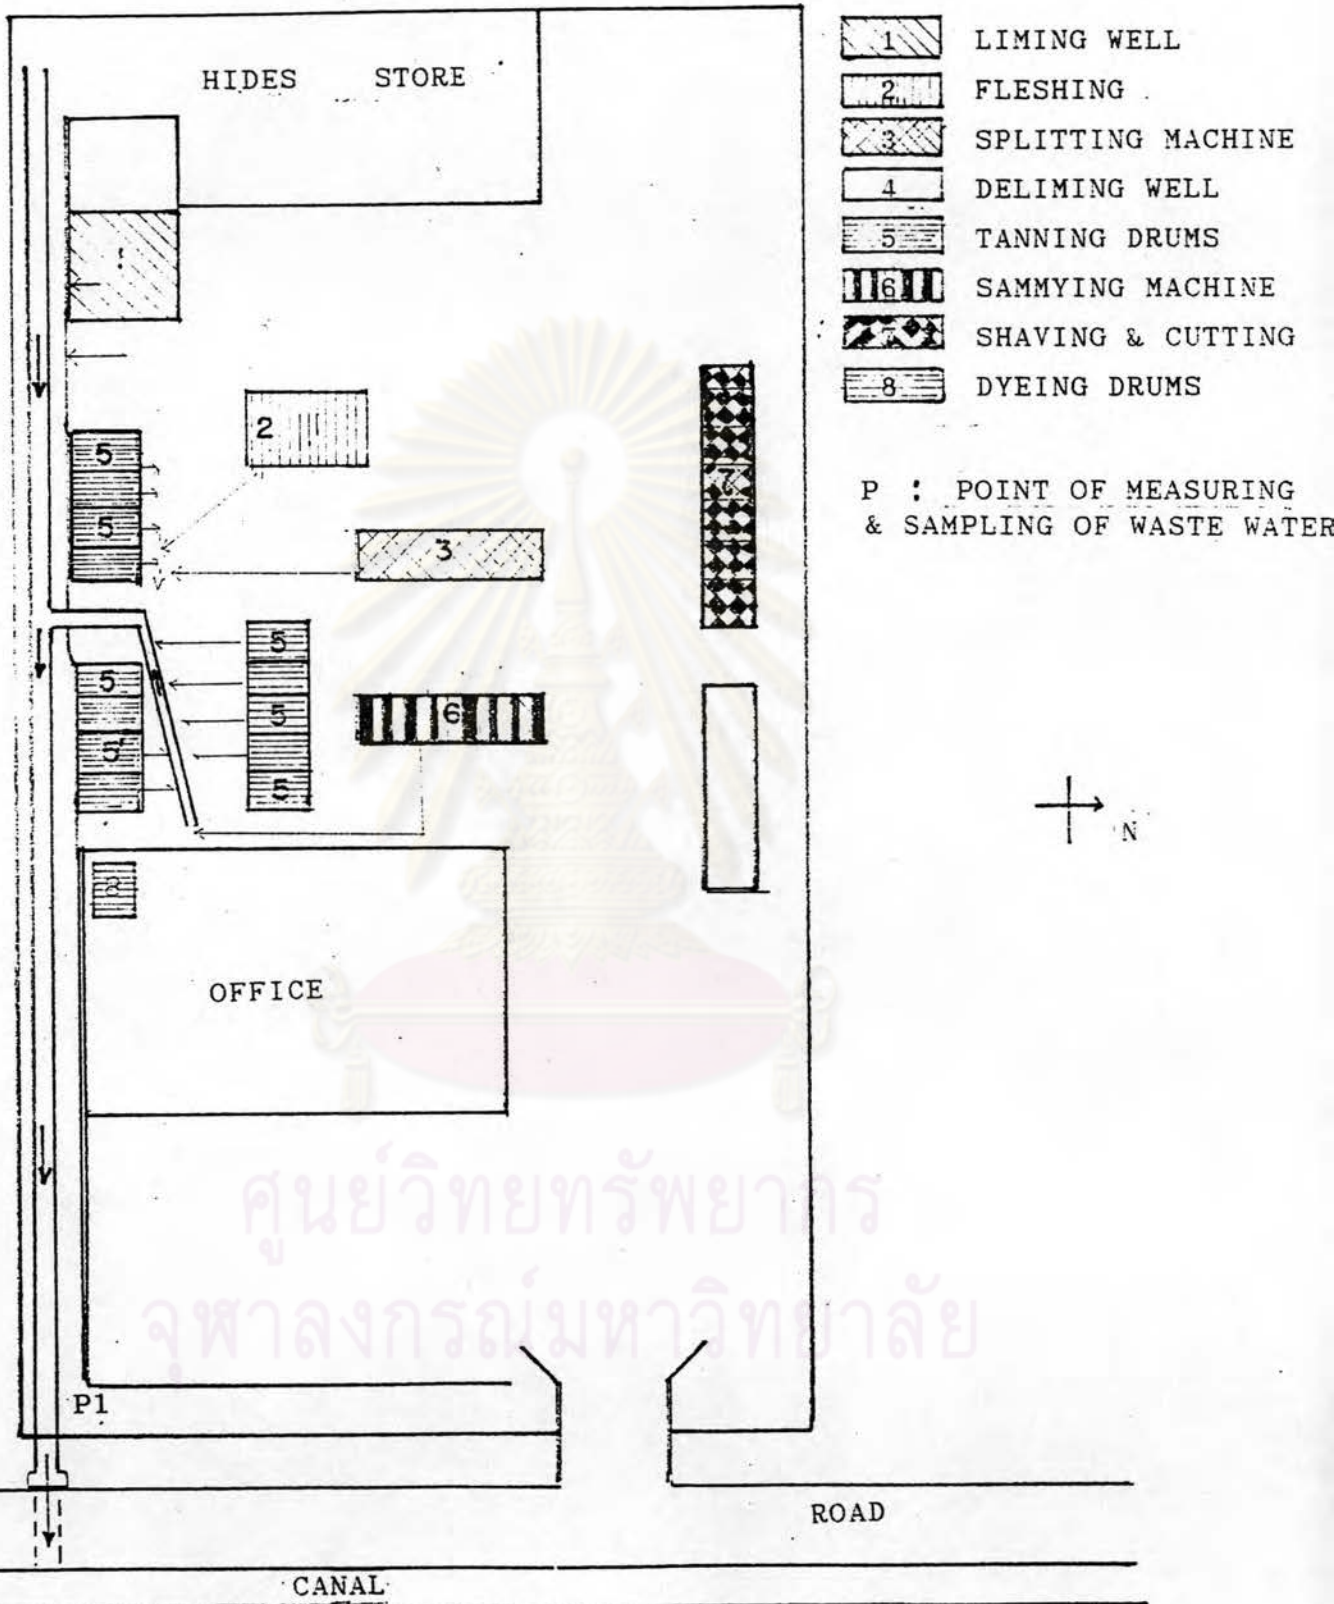 HIDES STORE
1 LIMING WELL
2 FLESHING
3 SPLITTING MACHINE
4 DELIMING WELL
5 TANNING DRUMS
6 SAMMYING MACHINE
7 SHAVING & CUTTING
8 DYEING DRUMS
P : POINT OF MEASURING
& SAMPLING OF WASTE WATER
1
2
5
5
3
7
5
5
5
6
5
5
N
8
OFFICE
ศูนย์วิทยทรัพยากร
จุฬาลงกรณ์มหาวิทยาลัย
P1
ROAD
CANAL